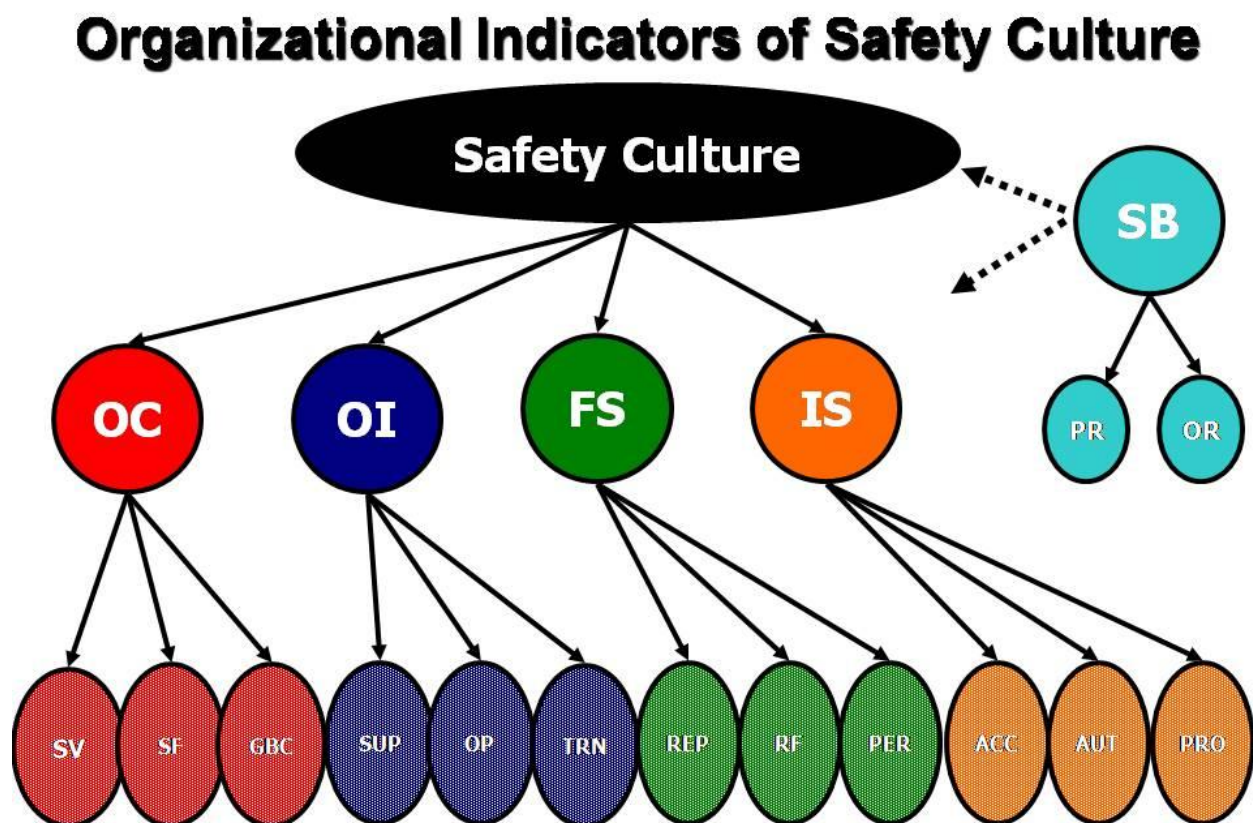 Organizational Indicators of Safety Culture
Safety Culture
SB
PR
OR
OC
OI
FS
IS
SV
SF
GBC
SUP
OP
TRN
REP
RF
PER
ACC
AUT
PRO